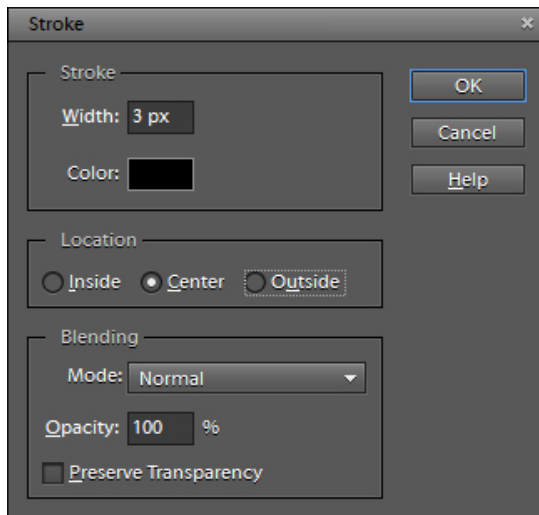 Stroke
Stroke
Width: 3 px
Color:
OK
Cancel
Help
Location
Inside Center Outside
Blending
Mode: Normal
Opacity: 100 %
Preserve Transparency